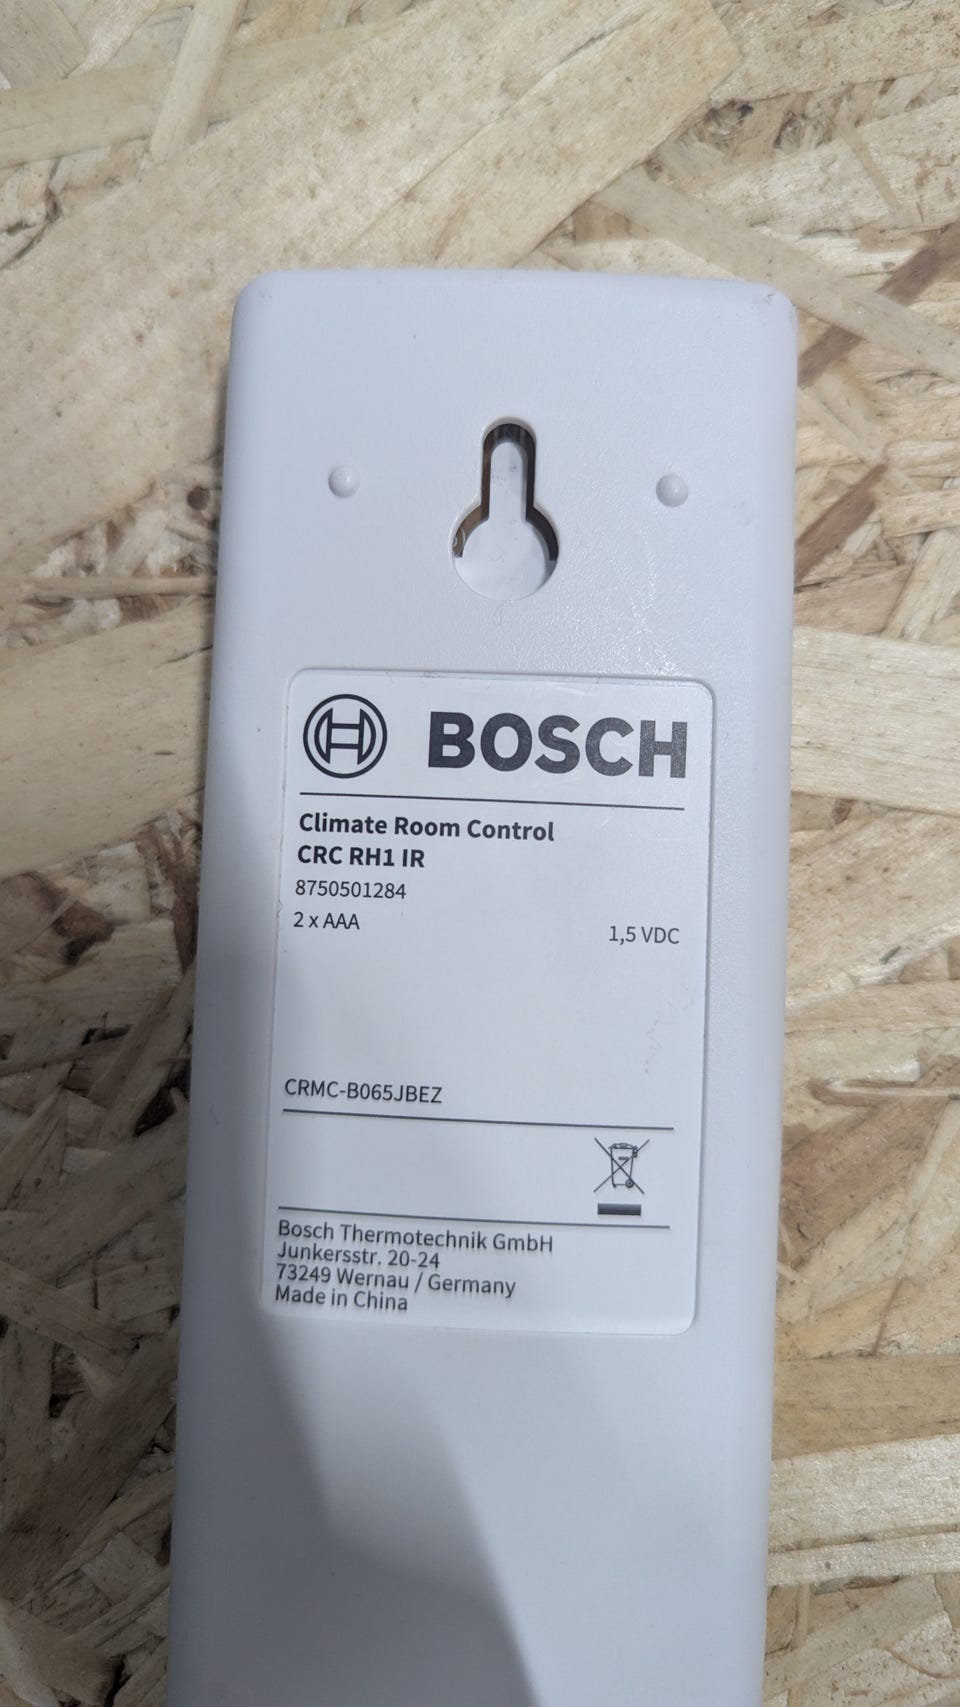 BOSCH
Climate Room Control
CRC RH1 IR
8750501284
2 x AAA 1,5 VDC
CRMC-B065JBEZ
Bosch Thermotechnik GmbH
Junkersstr. 20-24
73249 Wernau / Germany
Made in China